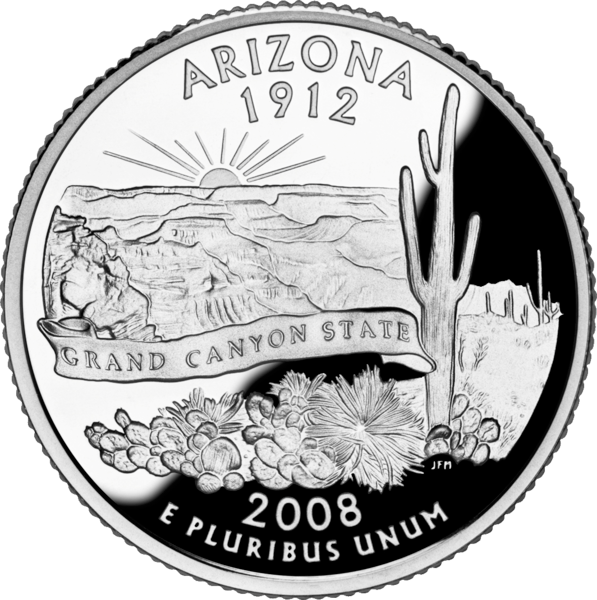 ARIZONA
1912
GRAND CANYON STATE
JFM
2008
E PLURIBUS UNUM